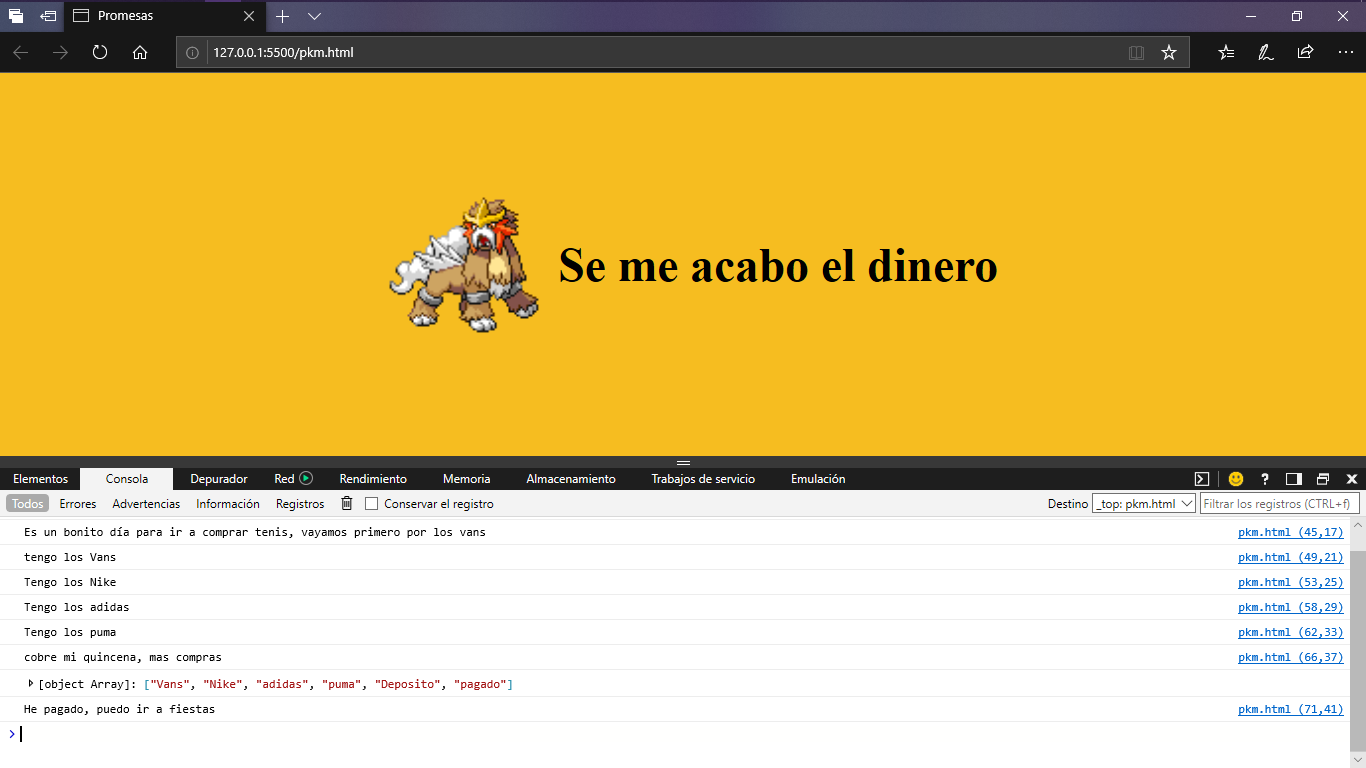 Promesas
127.0.0.1:5500/pkm.html
Se me acabo el dinero
Elementos Consola Depurador Red Rendimiento Memoria Almacenamiento Trabajos de servicio Emulación
Todos Errores Advertencias Información Registros Conservar el registro Destino _top: pkm.html Filtrar los registros (CTRL+f)
Es un bonito día para ir a comprar tenis, vayamos primero por los vans pkm.html (45,17)
tengo los Vans pkm.html (49,21)
Tengo los Nike pkm.html (53,25)
Tengo los adidas pkm.html (58,29)
Tengo los puma pkm.html (62,33)
cobre mi quincena, mas compras pkm.html (66,37)
[object Array]: ["Vans", "Nike", "adidas", "puma", "Deposito", "pagado"]
He pagado, puedo ir a fiestas pkm.html (71,41)